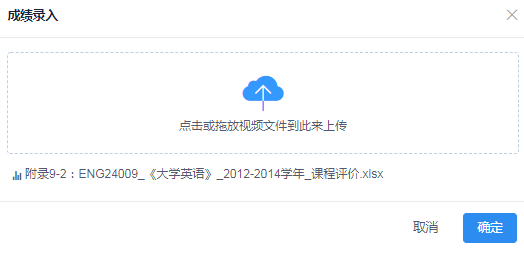 成绩录入
点击或拖放视频文件到此来上传
附录9-2：ENG24009_《大学英语》_2012-2014学年_课程评价.xlsx
取消
确定